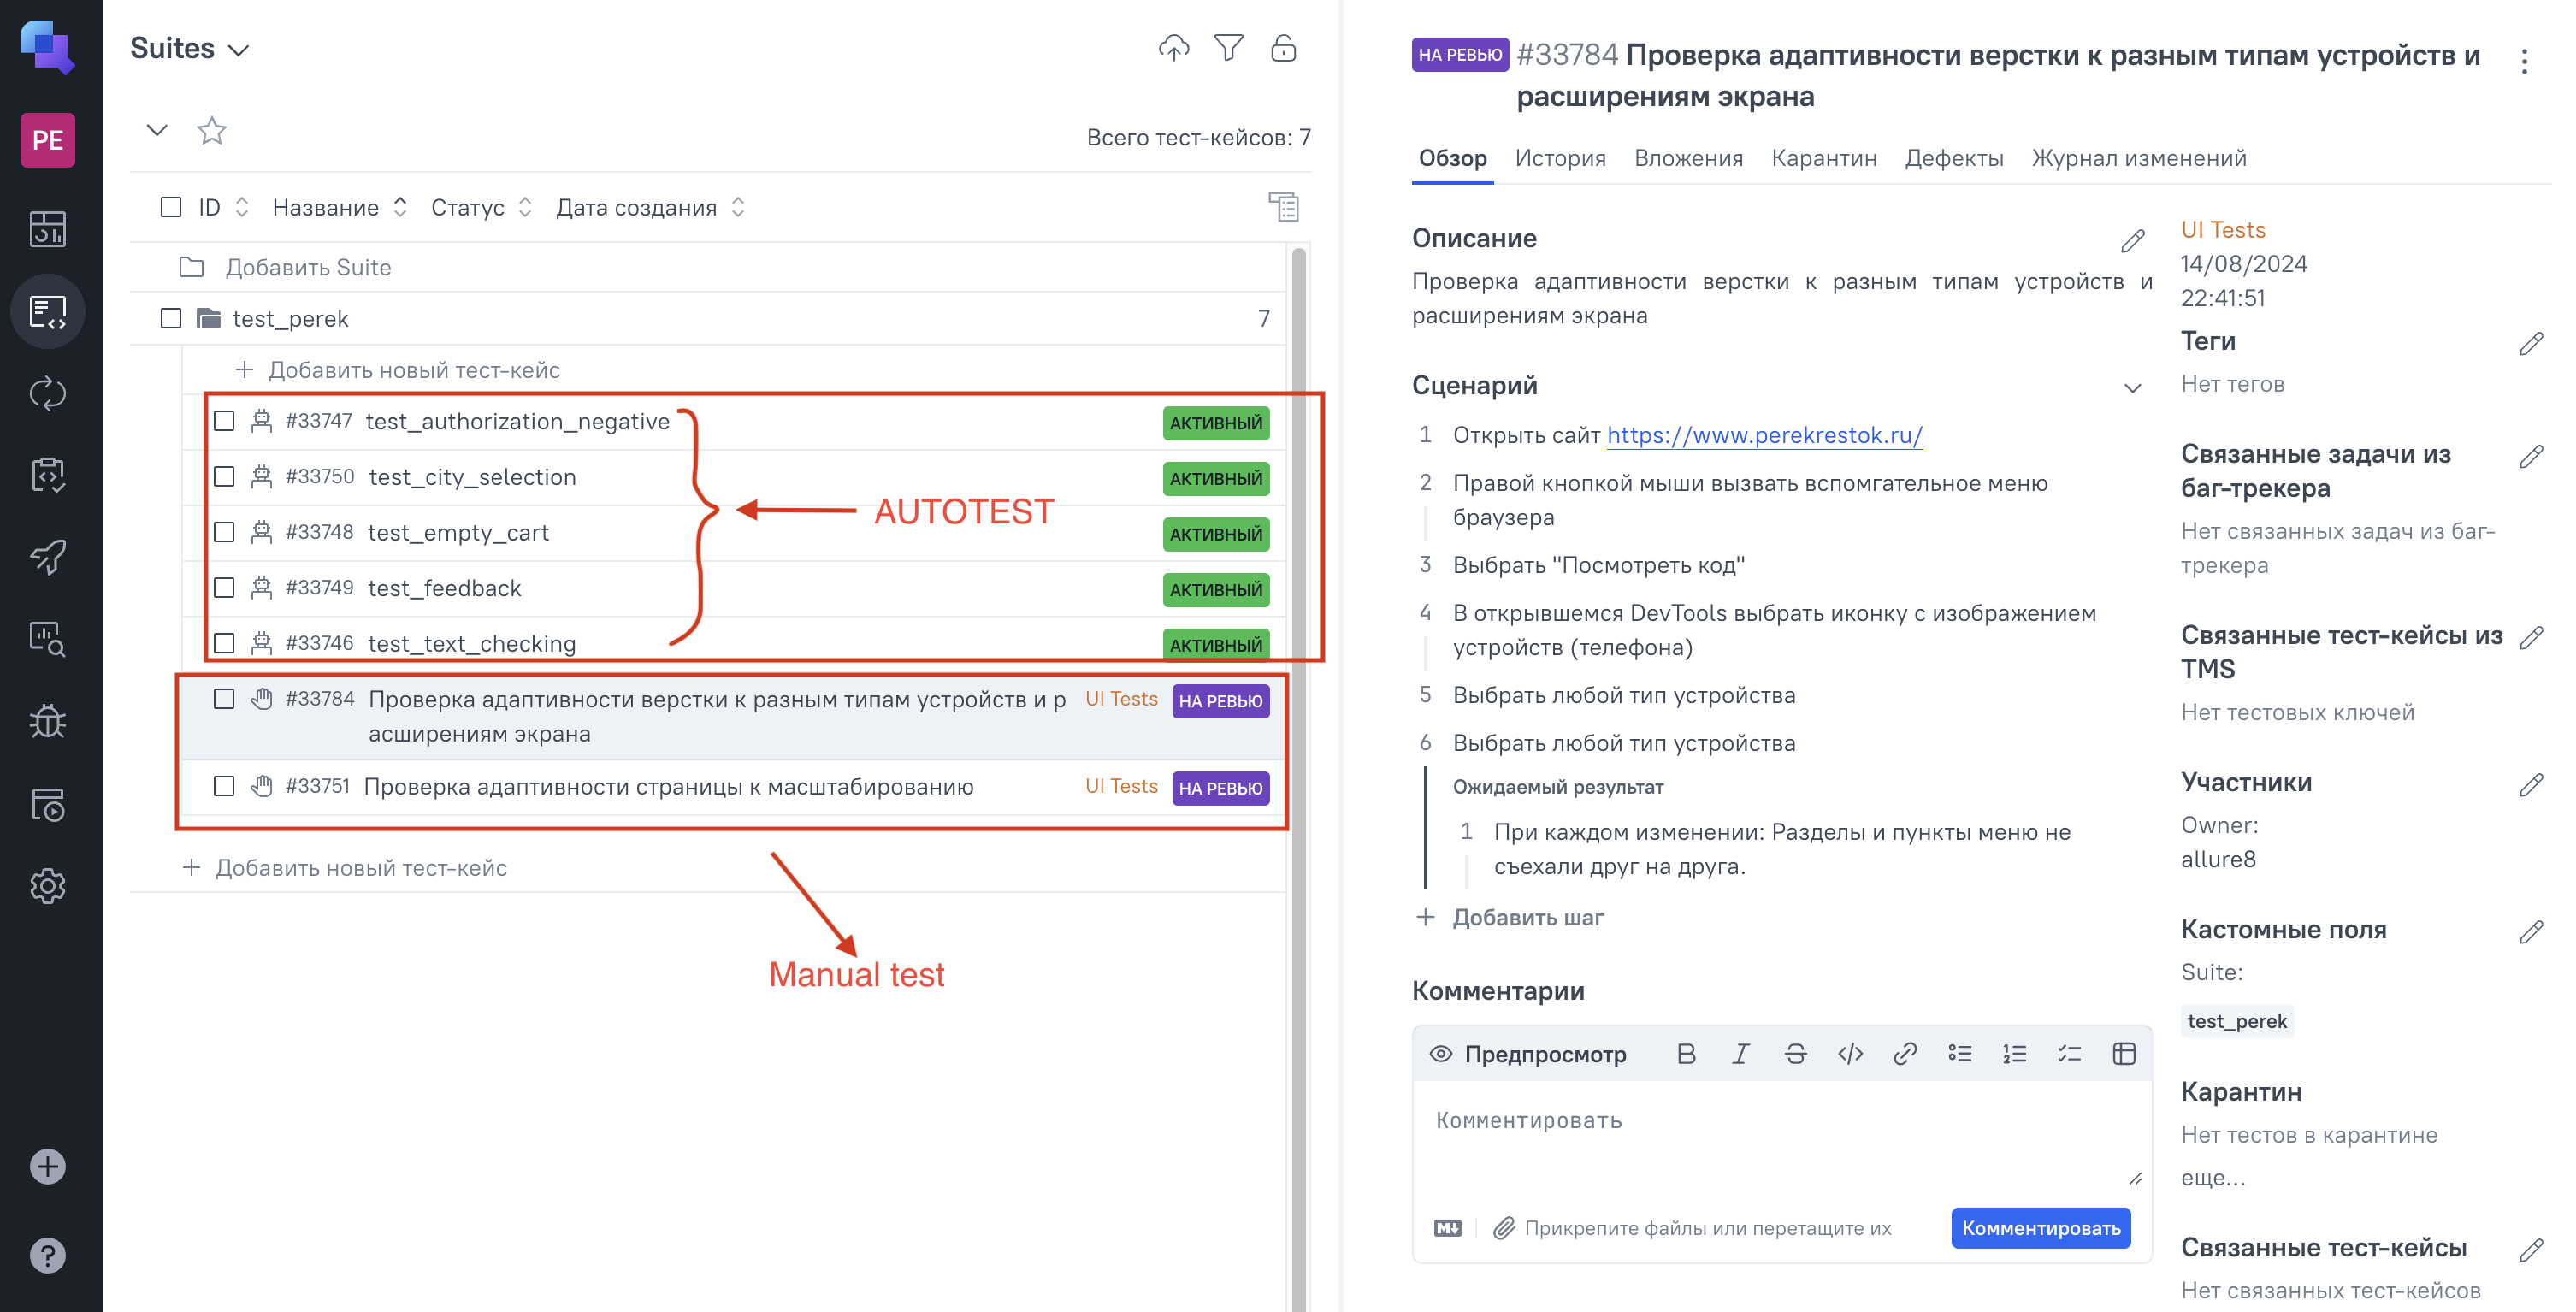 Suites
PE
Всего тест-кейсов: 7
ID Название Статус Дата создания
Добавить Suite
test_perek 7
Добавить новый тест-кейс
#33747 test_authorization_negative АКТИВНЫЙ
#33750 test_city_selection АКТИВНЫЙ
AUTOTEST
#33748 test_empty_cart АКТИВНЫЙ
#33749 test_feedback АКТИВНЫЙ
#33746 test_text_checking АКТИВНЫЙ
#33784 Проверка адаптивности верстки к разным типам устройств и р UI Tests НА РЕВЬЮ
асширениям экрана
#33751 Проверка адаптивности страницы к масштабированию UI Tests НА РЕВЬЮ
Добавить новый тест-кейс
Manual test
НА РЕВЬЮ #33784 Проверка адаптивности верстки к разным типам устройств и
расширениям экрана
Обзор История Вложения Карантин Дефекты Журнал изменений
Описание
Проверка адаптивности верстки к разным типам устройств и
расширениям экрана
Сценарий
1 Открыть сайт https://www.perekrestok.ru/
2 Правой кнопкой мыши вызвать вспомгательное меню
браузера
3 Выбрать "Посмотреть код"
4 В открывшемся DevTools выбрать иконку с изображением
устройств (телефона)
5 Выбрать любой тип устройства
6 Выбрать любой тип устройства
Ожидаемый результат
1 При каждом изменении: Разделы и пункты меню не
съехали друг на друга.
Добавить шаг
Комментарии
Предпросмотр
Комментировать
Прикрепите файлы или перетащите их
Комментировать
UI Tests
14/08/2024
22:41:51
Теги
Нет тегов
Связанные задачи из
баг-трекера
Нет связанных задач из баг-
трекера
Связанные тест-кейсы из
TMS
Нет тестовых ключей
Участники
Owner:
allure8
Кастомные поля
Suite:
test_perek
Карантин
Нет тестов в карантине
еще...
Связанные тест-кейсы
Нет связанных тест-кейсов